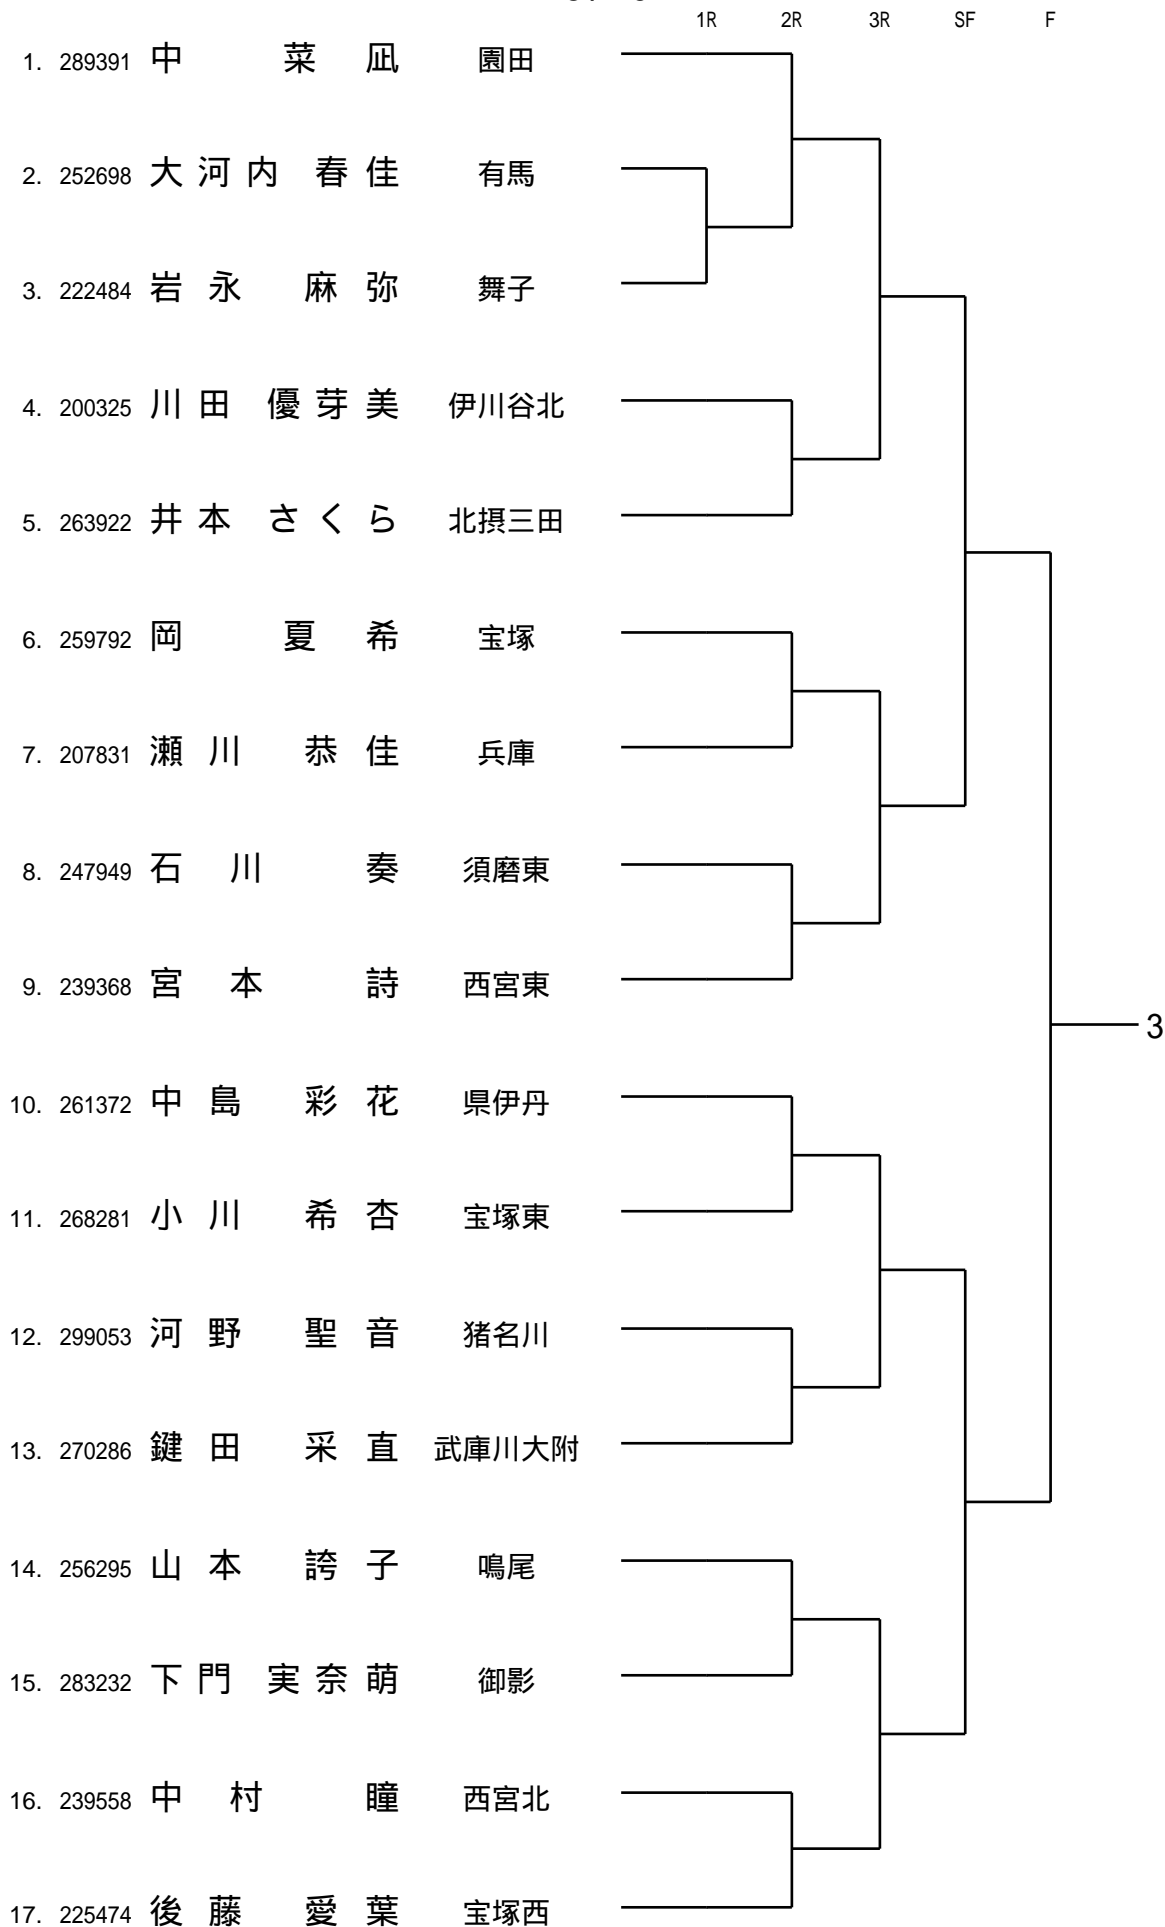 1R 2R 3R SF F
1. 289391 中 菜 凪 園田
2. 252698 大 河 内 春 佳 有馬
3. 222484 岩 永 麻 弥 舞子
4. 200325 川 田 優 芽 美 伊川谷北
5. 263922 井 本 さ く ら 北摂三田
6. 259792 岡 夏 希 宝塚
7. 207831 瀬 川 恭 佳 兵庫
8. 247949 石 川 奏 須磨東
9. 239368 宮 本 詩 西宮東
3
10. 261372 中 島 彩 花 県伊丹
11. 268281 小 川 希 杏 宝塚東
12. 299053 河 野 聖 音 猪名川
13. 270286 鍵 田 采 直 武庫川大附
14. 256295 山 本 誇 子 鳴尾
15. 283232 下 門 実 奈 萌 御影
16. 239558 中 村 瞳 西宮北
17. 225474 後 藤 愛 葉 宝塚西